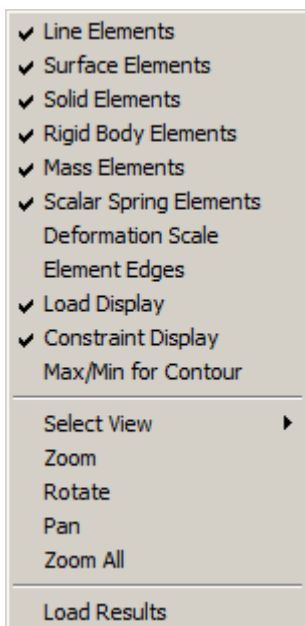 Line Elements
Surface Elements
Solid Elements
Rigid Body Elements
Mass Elements
Scalar Spring Elements
Deformation Scale
Element Edges
Load Display
Constraint Display
Max/Min for Contour
Select View
Zoom
Rotate
Pan
Zoom All
Load Results